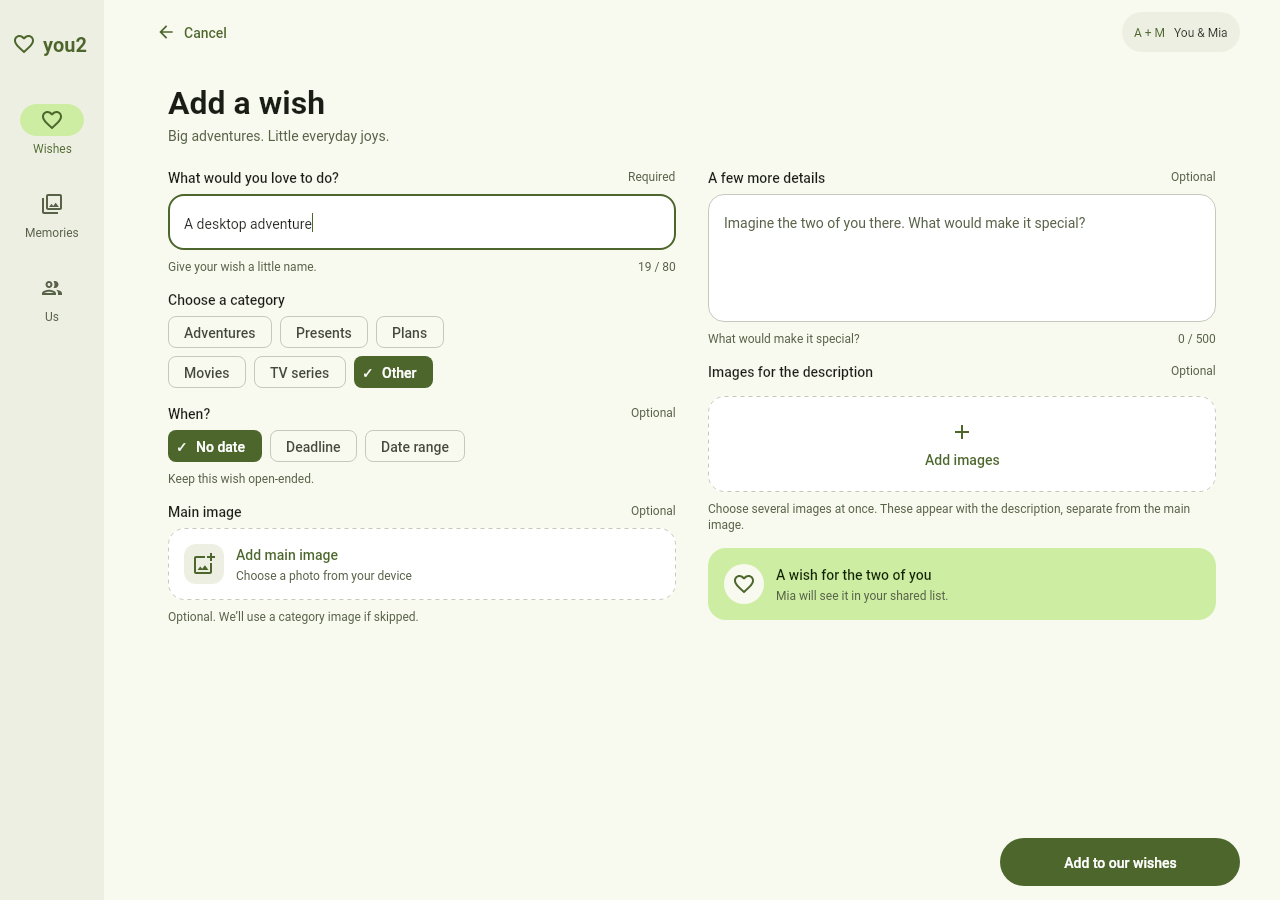 you2
Wishes
Memories
Us
Cancel
A + M You & Mia
Add a wish
Big adventures. Little everyday joys.
What would you love to do? Required
A desktop adventure
Give your wish a little name. 19 / 80
Choose a category
Adventures Presents Plans
Movies TV series ✓ Other
When? Optional
✓ No date Deadline Date range
Keep this wish open-ended.
Main image Optional
Add main image
Choose a photo from your device
Optional. We’ll use a category image if skipped.
A few more details Optional
Imagine the two of you there. What would make it special?
What would make it special? 0 / 500
Images for the description Optional
Add images
Choose several images at once. These appear with the description, separate from the main
image.
A wish for the two of you
Mia will see it in your shared list.
Add to our wishes